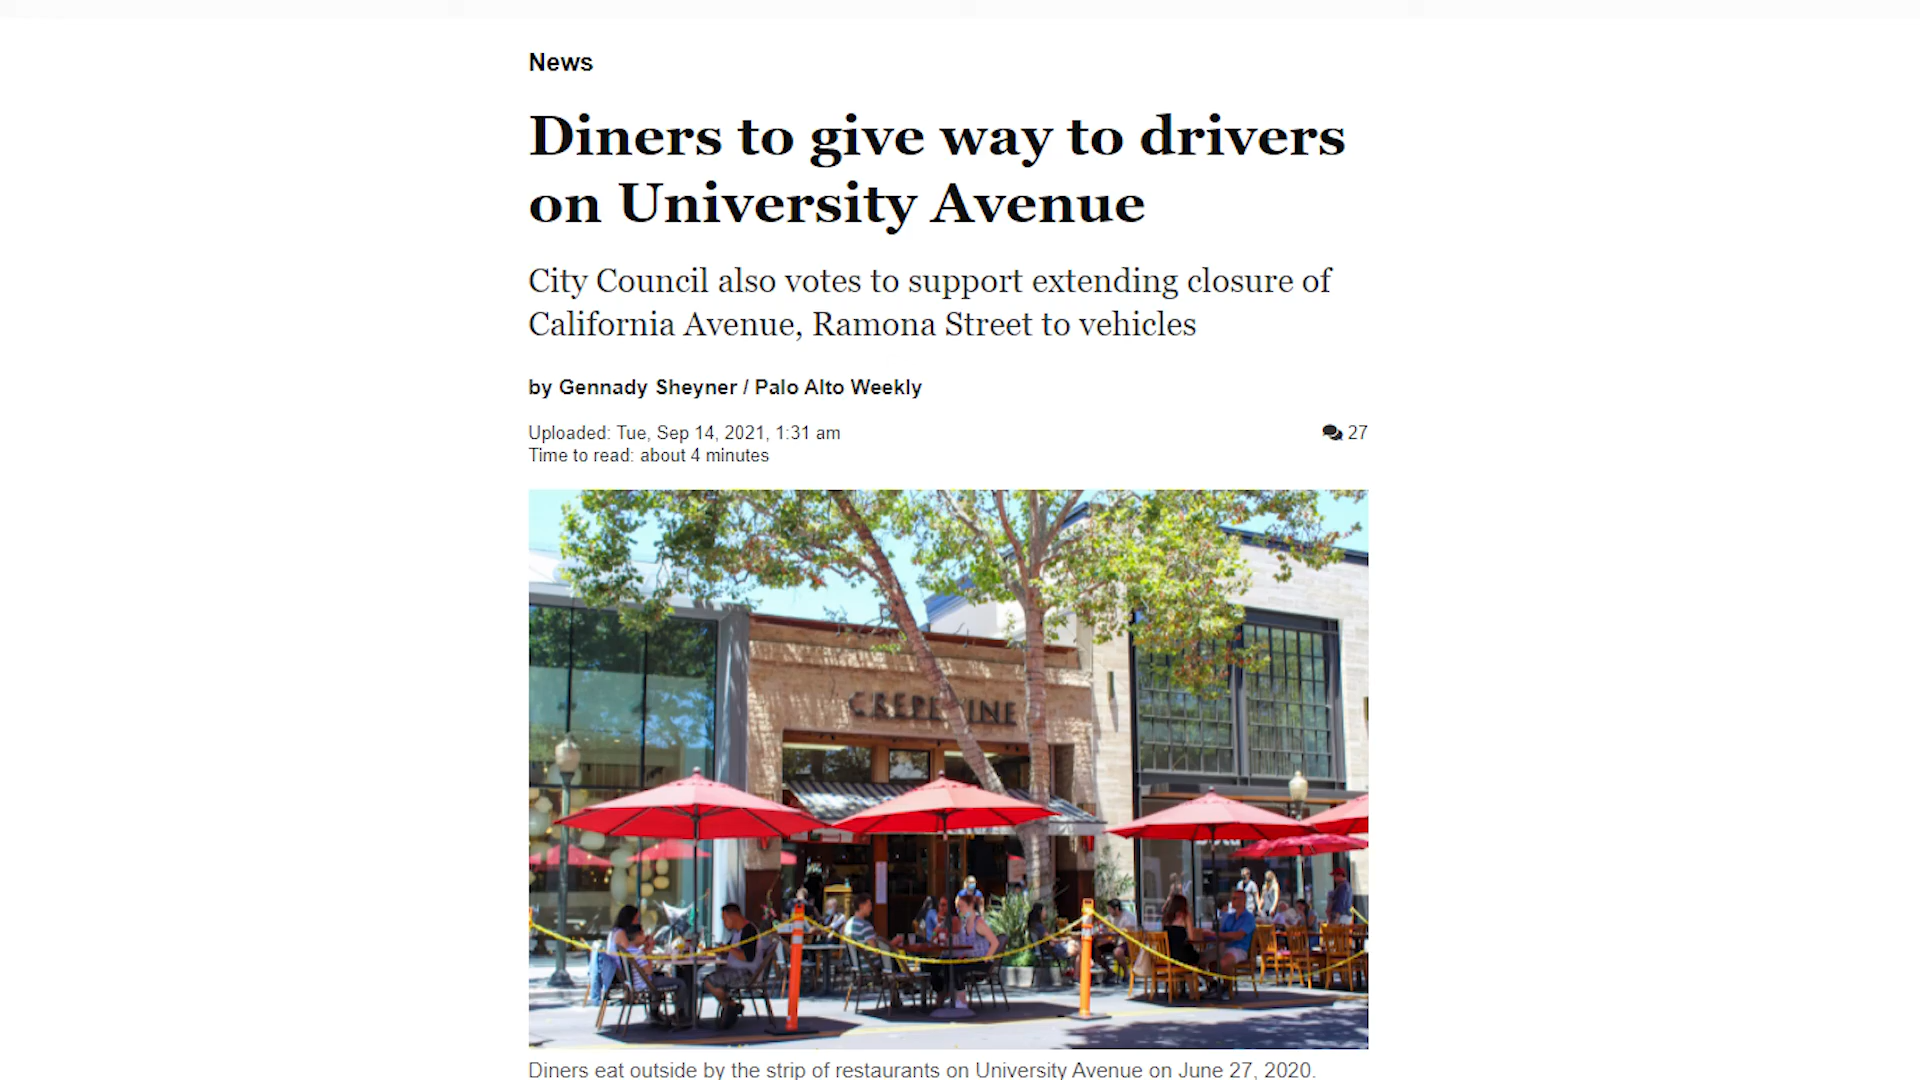 News
Diners to give way to drivers
on University Avenue
City Council also votes to support extending closure of
California Avenue, Ramona Street to vehicles
by Gennady Sheyner / Palo Alto Weekly
Uploaded: Tue, Sep 14, 2021, 1:31 am
27
Time to read: about 4 minutes
CREPEVINE
Diners eat outside by the strip of restaurants on University Avenue on June 27, 2020.